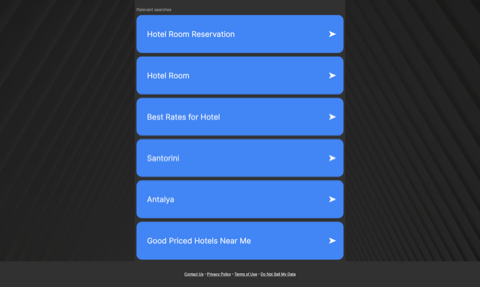 Relevant searches
Hotel Room Reservation
Hotel Room
Best Rates for Hotel
Santorini
Antalya
Good Priced Hotels Near Me
Contact Us - Privacy Policy - Terms of Use - Do Not Sell My Data